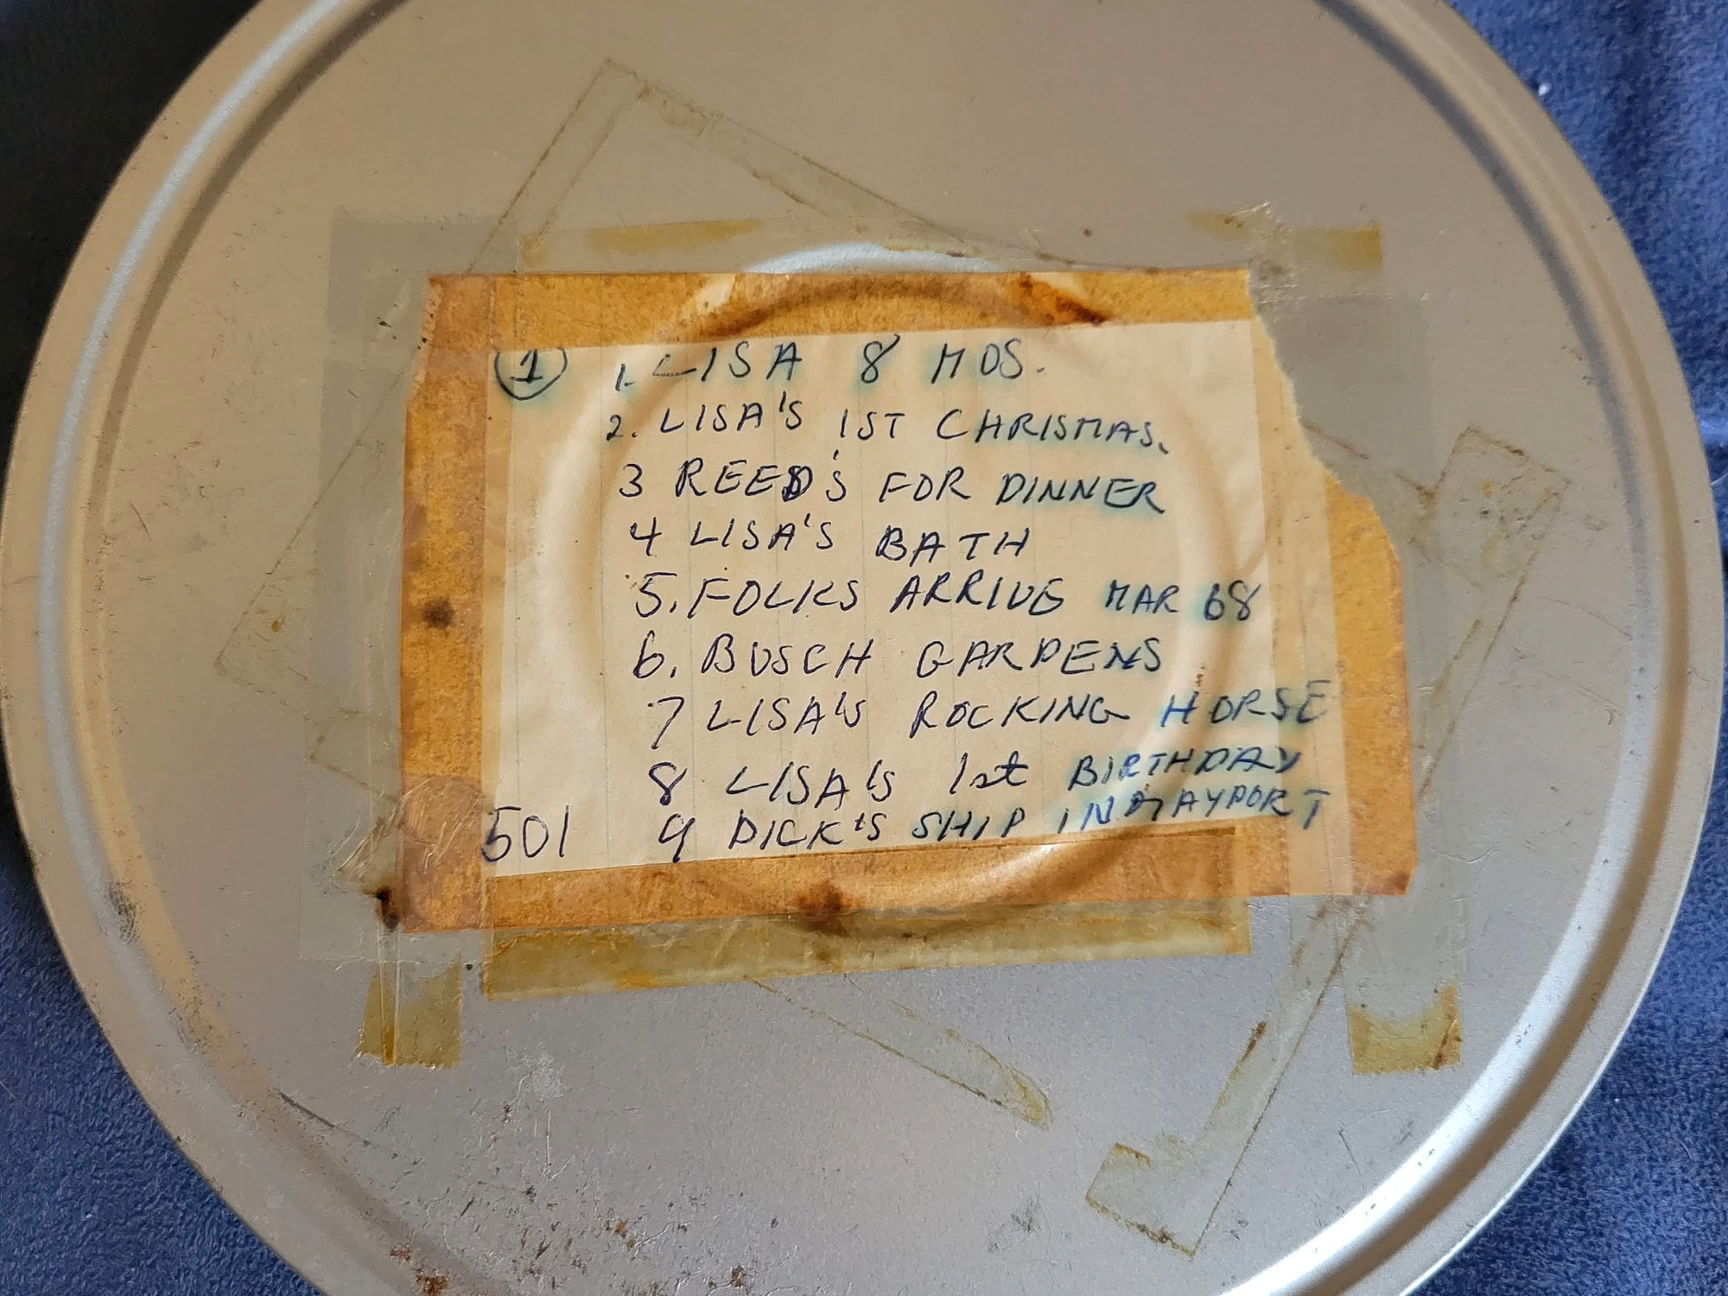 ① 1. LISA 8 MOS.
2. LISA'S 1ST CHRISMAS.
3 REED'S FOR DINNER
4 LISA'S BATH
5. FOLKS ARRIVE MAR 68
6. BUSCH GARDENS
7 LISA'S ROCKING HORSE
8 LISA'S 1st BIRTHDAY
501 9 DICK'S SHIP IN MAYPORT